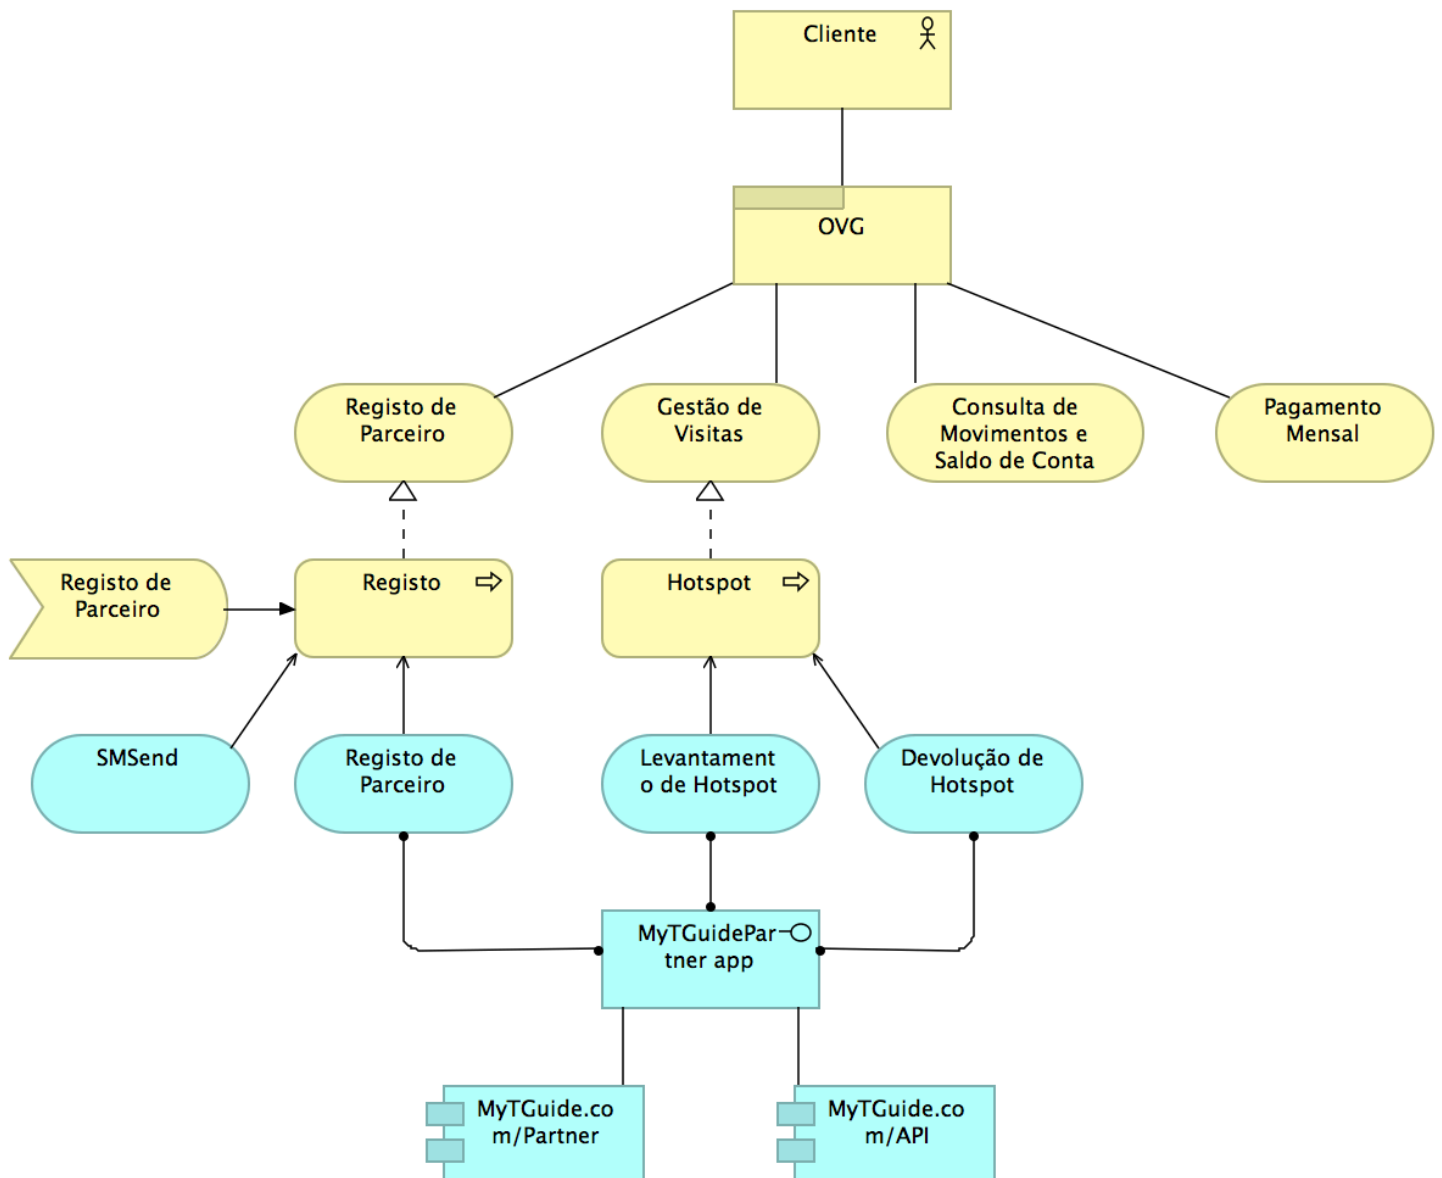 Cliente
OVG
Registo de
Parceiro
Gestão de
Visitas
Consulta de
Movimentos e
Saldo de Conta
Pagamento
Mensal
Registo de
Parceiro
Registo
Hotspot
SMSend
Registo de
Parceiro
Levantament
o de Hotspot
Devolução de
Hotspot
MyTGuidePar
tner app
MyTGuide.co
m/Partner
MyTGuide.co
m/API